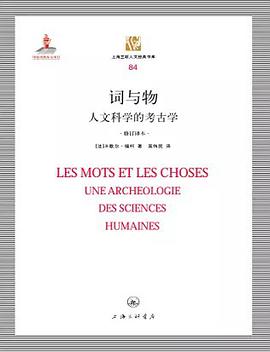 上海三联人文经典书库
84
词与物
人文科学的考古学
·修订译本·
[法]米歇尔·福柯 著 莫伟民 译
LES MOTS ET LES CHOSES
UNE ARCHEOLOGIE
DES SCIENCES
HUMAINES
上海三联书店